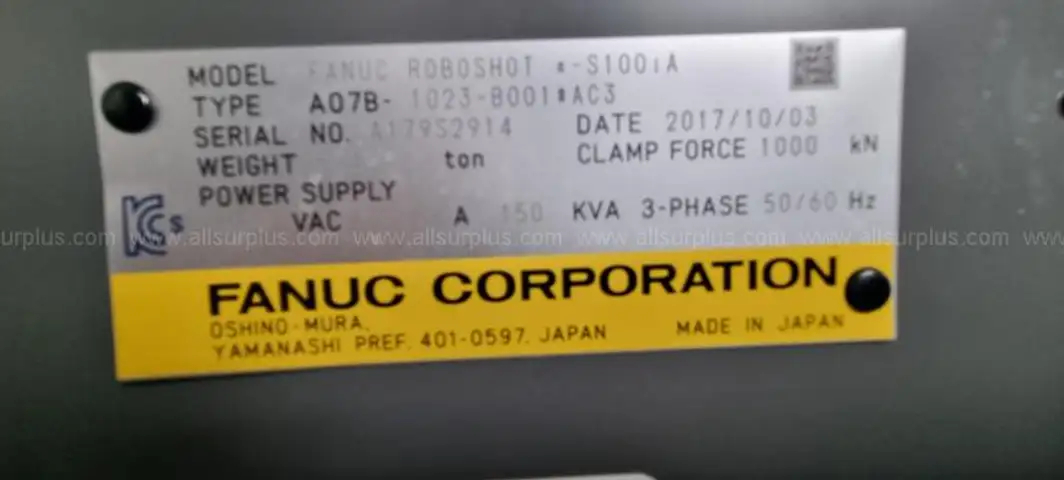 MODEL FANUC ROBOSHOT α-S100iA
TYPE A07B- 1023-B001#AC3
SERIAL NO. A179S2914 DATE 2017/10/03
WEIGHT ton CLAMP FORCE 1000 kN
POWER SUPPLY
VAC A 150 KVA 3-PHASE 50/60 Hz
KCs
www.allsurplus.com www.allsurplus.com www.allsurplus.com www.allsurplus.com
FANUC CORPORATION
OSHINO-MURA,
YAMANASHI PREF. 401-0597, JAPAN MADE IN JAPAN